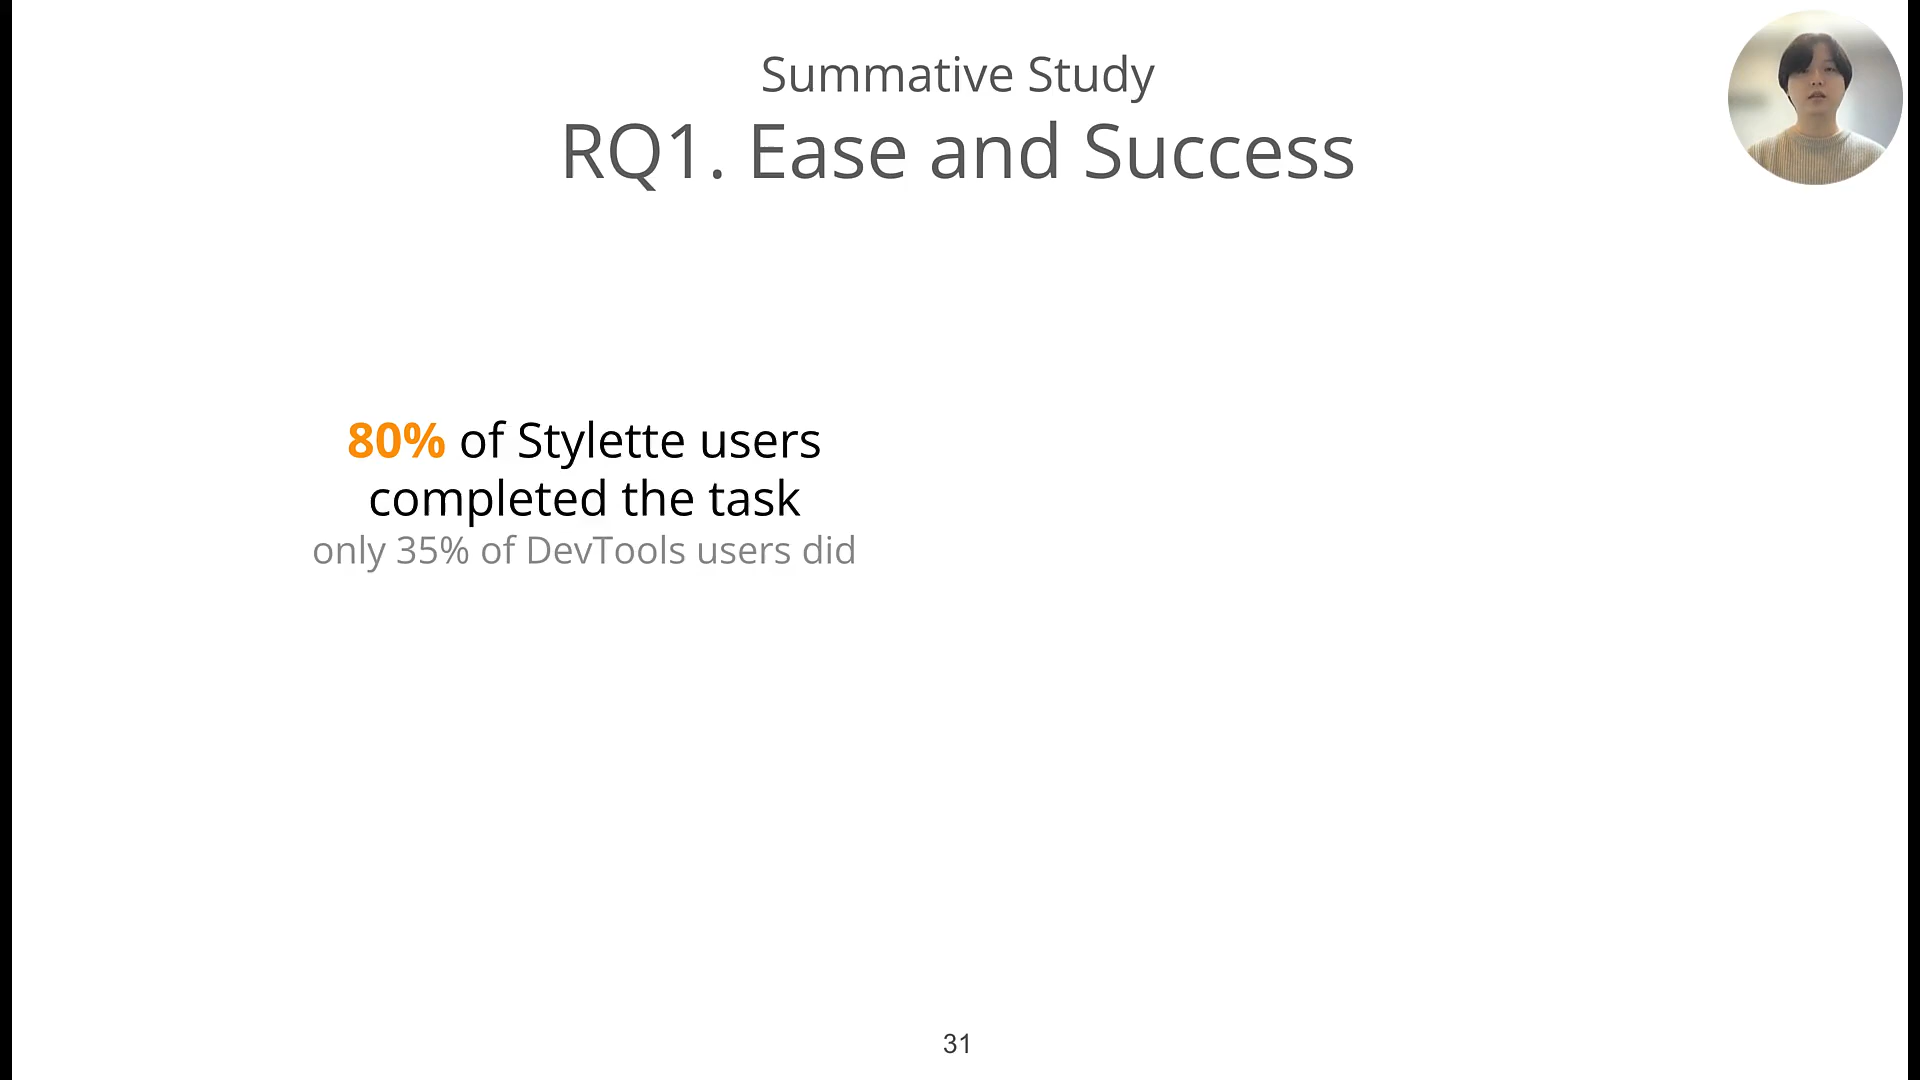 Summative Study
RQ1. Ease and Success
80% of Stylette users
completed the task
only 35% of DevTools users did
31